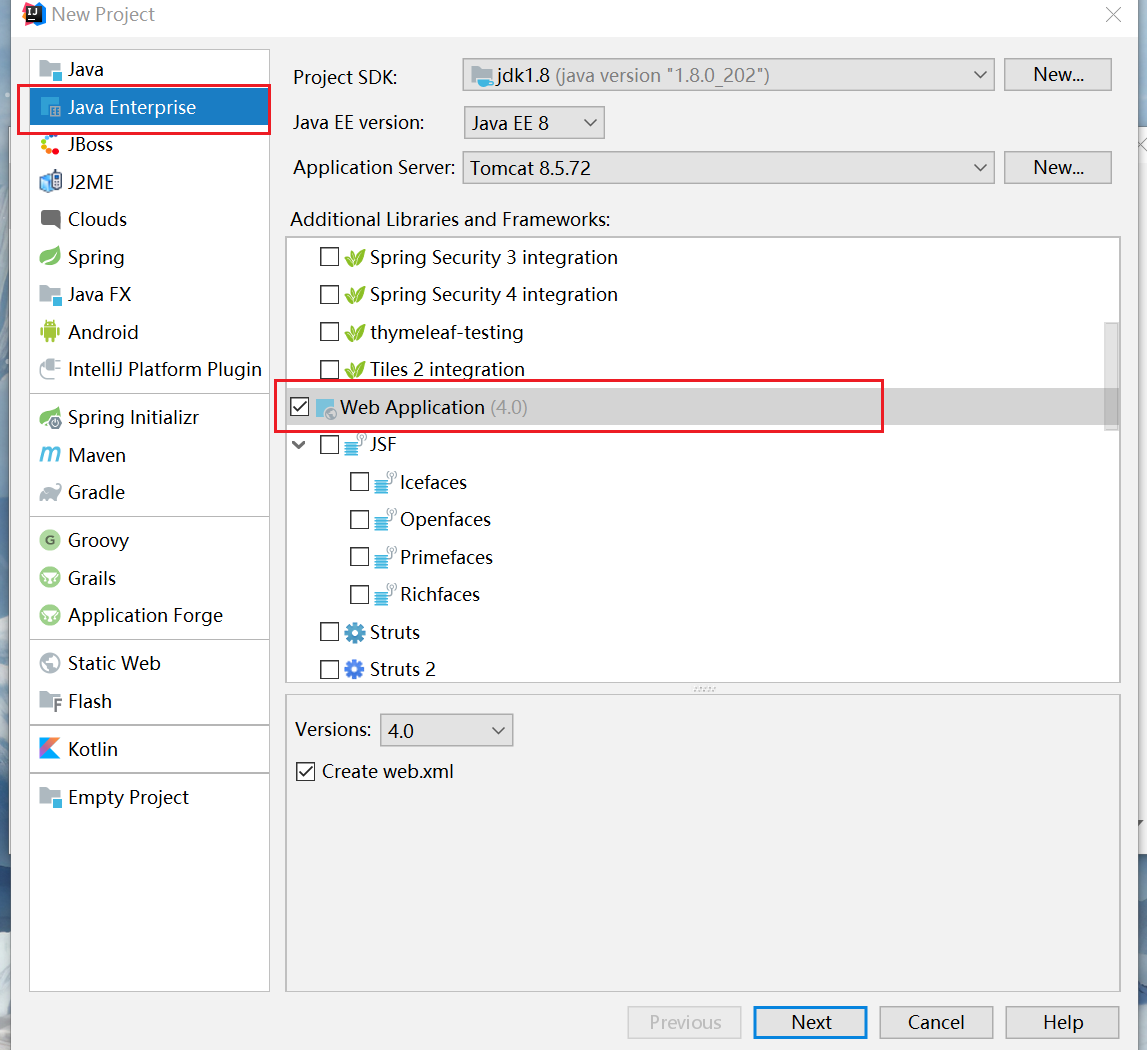 New Project
Java
Java Enterprise
JBoss
J2ME
Clouds
Spring
Java FX
Android
IntelliJ Platform Plugin
Spring Initializr
Maven
Gradle
Groovy
Grails
Application Forge
Static Web
Flash
Kotlin
Empty Project
Project SDK: jdk1.8 (java version "1.8.0_202") New...
Java EE version: Java EE 8
Application Server: Tomcat 8.5.72 New...
Additional Libraries and Frameworks:
Spring Security 3 integration
Spring Security 4 integration
thymeleaf-testing
Tiles 2 integration
Web Application (4.0)
JSF
Icefaces
Openfaces
Primefaces
Richfaces
Struts
Struts 2
Versions: 4.0
Create web.xml
Previous Next Cancel Help